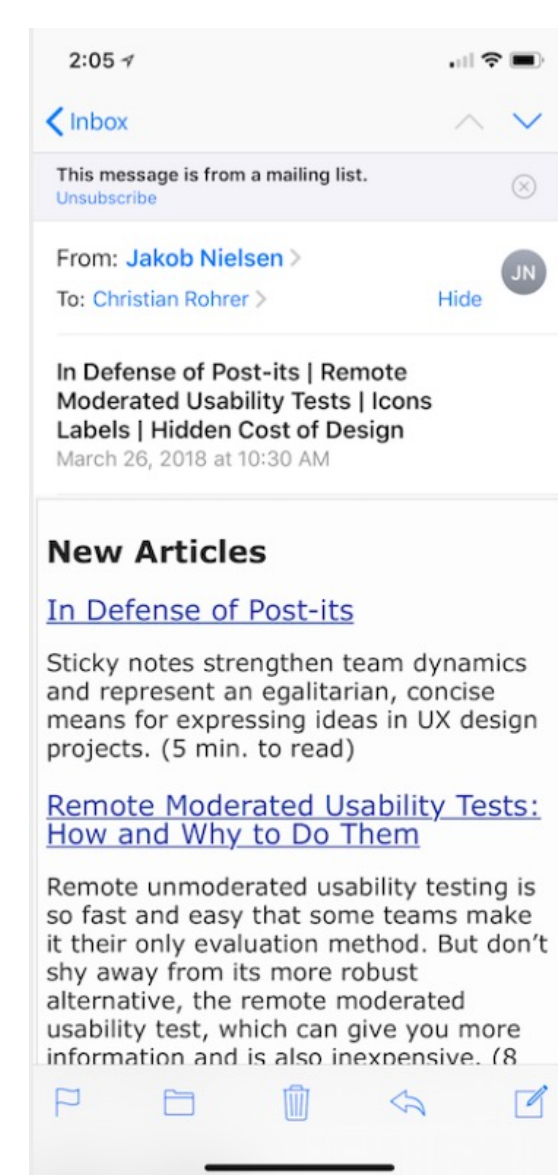 2:05
Inbox
This message is from a mailing list.
Unsubscribe
From: Jakob Nielsen
JN
To: Christian Rohrer
Hide
In Defense of Post-its | Remote
Moderated Usability Tests | Icons
Labels | Hidden Cost of Design
March 26, 2018 at 10:30 AM
New Articles
In Defense of Post-its
Sticky notes strengthen team dynamics
and represent an egalitarian, concise
means for expressing ideas in UX design
projects. (5 min. to read)
Remote Moderated Usability Tests:
How and Why to Do Them
Remote unmoderated usability testing is
so fast and easy that some teams make
it their only evaluation method. But don’t
shy away from its more robust
alternative, the remote moderated
usability test, which can give you more
information and is also inexpensive. (8